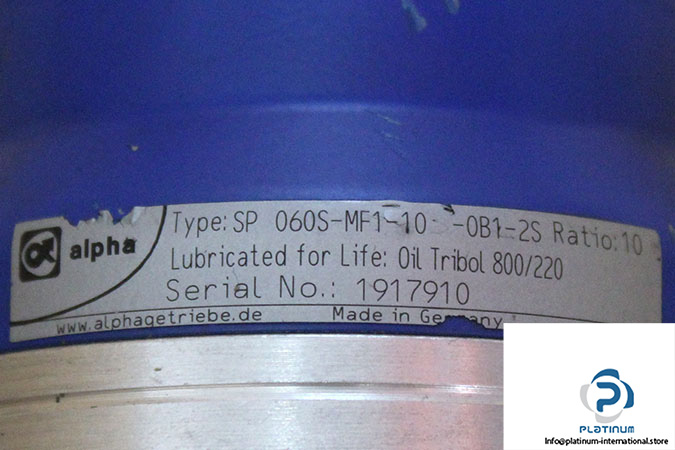 alpha
Type: SP 060S-MF1-10 -0B1-2S Ratio: 10
Lubricated for Life: Oil Tribol 800/220
Serial No.: 1917910
www.alphagetriebe.de Made in Germany
PLATINUM
Info@platinum-international.store